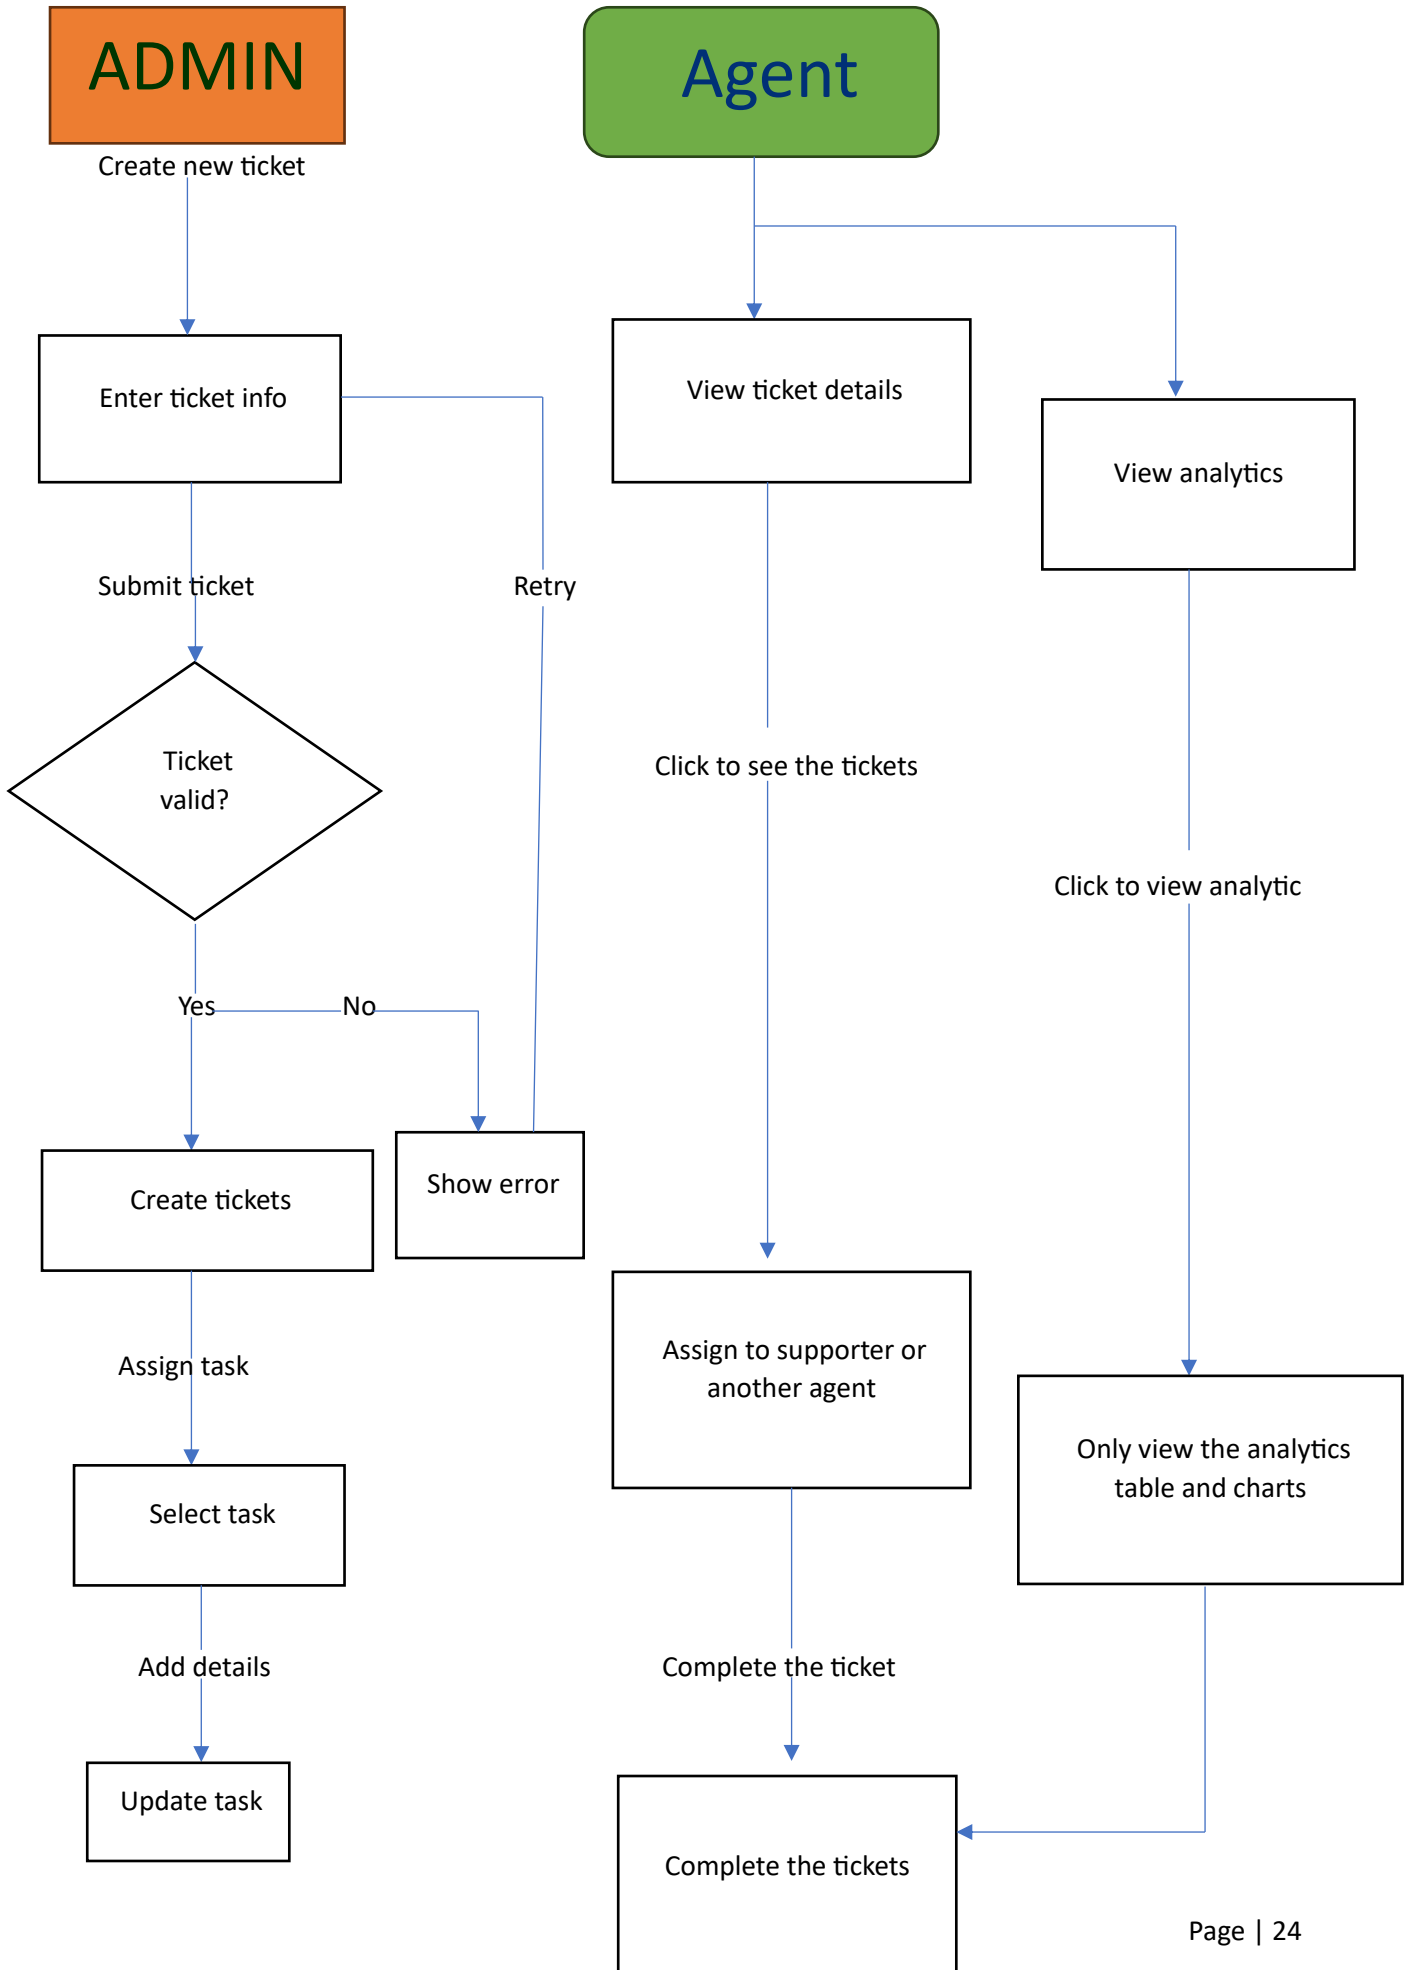 ADMIN
Agent
Create new ticket
Enter ticket info
View ticket details
View analytics
Submit ticket
Retry
Ticket
valid?
Click to see the tickets
Click to view analytic
Yes
No
Create tickets
Show error
Assign task
Assign to supporter or
another agent
Only view the analytics
table and charts
Select task
Add details
Complete the ticket
Update task
Complete the tickets
Page | 24